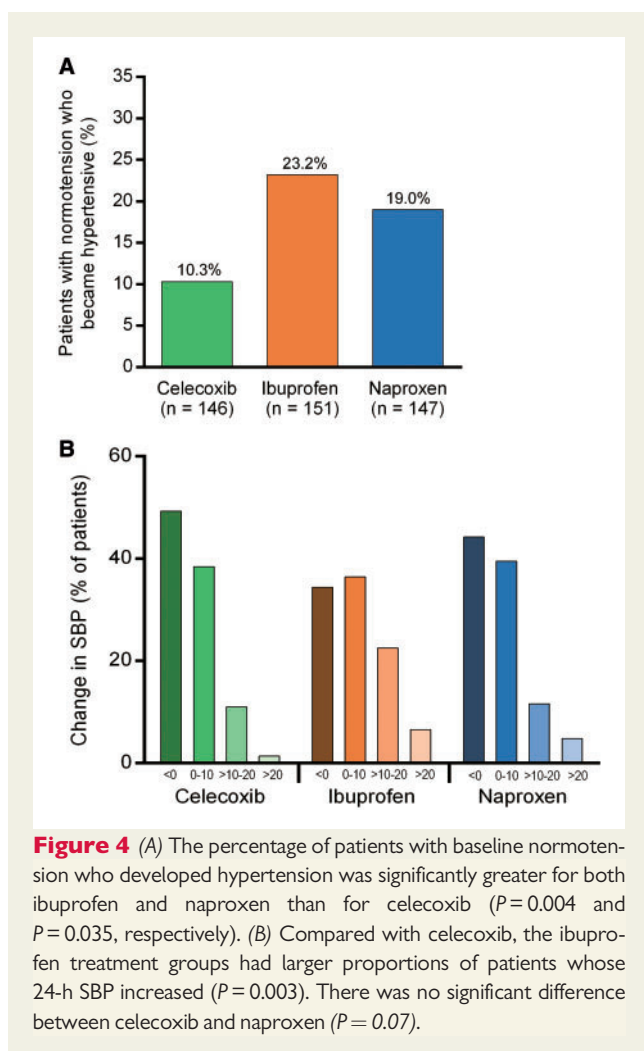 A
Patients with normotension who
became hypertensive (%)
35
30
25
20
15
10
5
0
10.3%
23.2%
19.0%
Celecoxib
(n = 146)
Ibuprofen
(n = 151)
Naproxen
(n = 147)
B
Change in SBP (% of patients)
60
40
20
0
<0 0-10 >10-20 >20
<0 0-10 >10-20 >20
<0 0-10 >10-20 >20
Celecoxib
Ibuprofen
Naproxen
Figure 4 (A) The percentage of patients with baseline normoten-
sion who developed hypertension was significantly greater for both
ibuprofen and naproxen than for celecoxib (P = 0.004 and
P = 0.035, respectively). (B) Compared with celecoxib, the ibupro-
fen treatment groups had larger proportions of patients whose
24-h SBP increased (P = 0.003). There was no significant difference
between celecoxib and naproxen (P = 0.07).